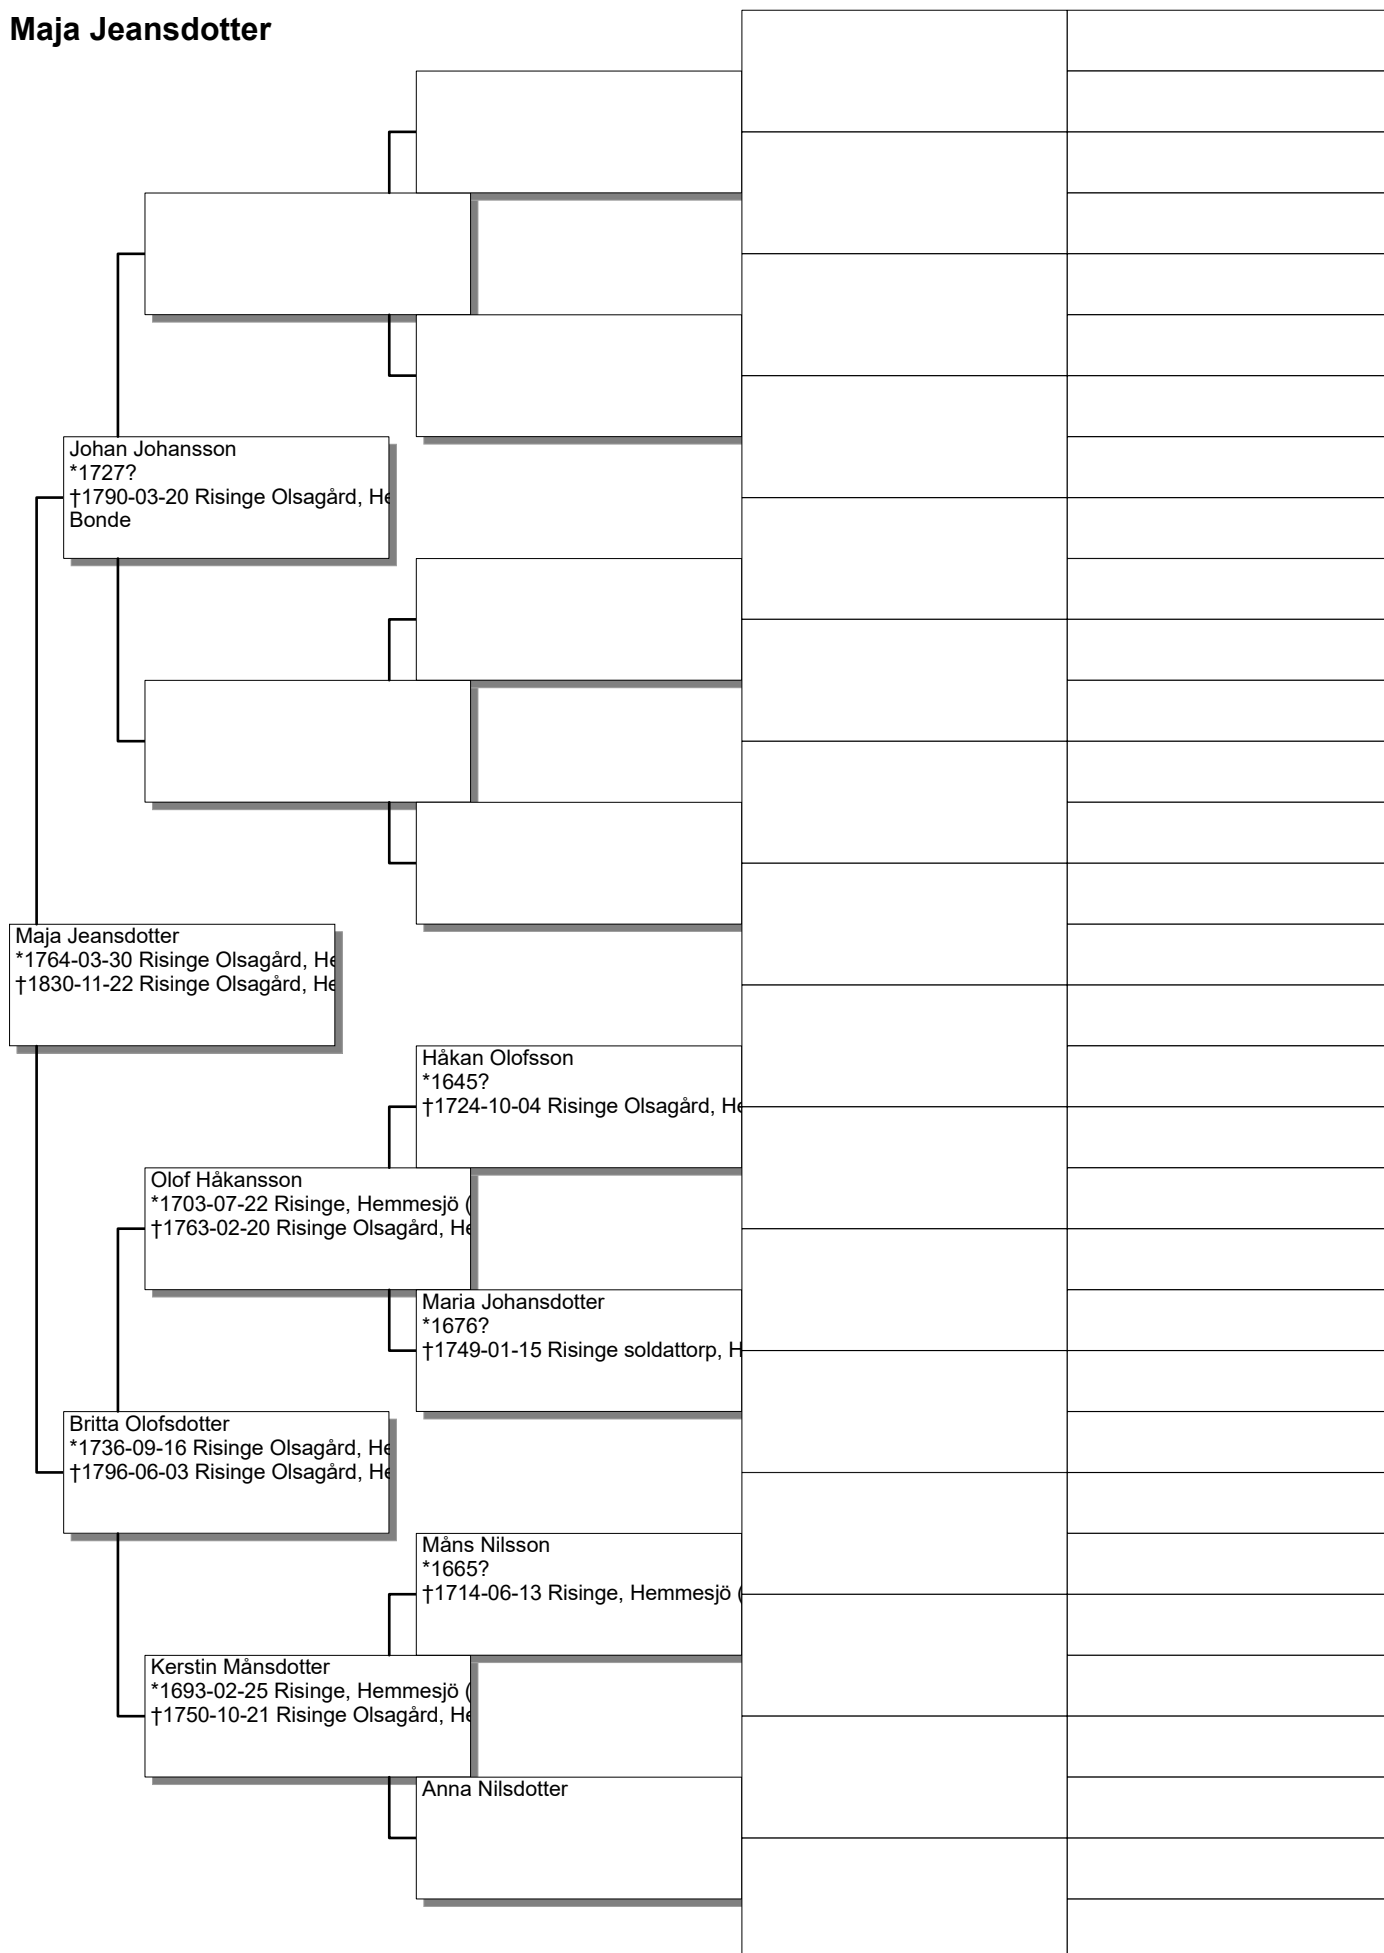 Maja Jeansdotter
Johan Johansson
*1727?
†1790-03-20 Risinge Olsagård, He
Bonde
Maja Jeansdotter
*1764-03-30 Risinge Olsagård, He
†1830-11-22 Risinge Olsagård, He
Håkan Olofsson
*1645?
†1724-10-04 Risinge Olsagård, He
Olof Håkansson
*1703-07-22 Risinge, Hemmesjö (
†1763-02-20 Risinge Olsagård, He
Maria Johansdotter
*1676?
†1749-01-15 Risinge soldattorp, H
Britta Olofsdotter
*1736-09-16 Risinge Olsagård, He
†1796-06-03 Risinge Olsagård, He
Måns Nilsson
*1665?
†1714-06-13 Risinge, Hemmesjö (
Kerstin Månsdotter
*1693-02-25 Risinge, Hemmesjö (
†1750-10-21 Risinge Olsagård, He
Anna Nilsdotter